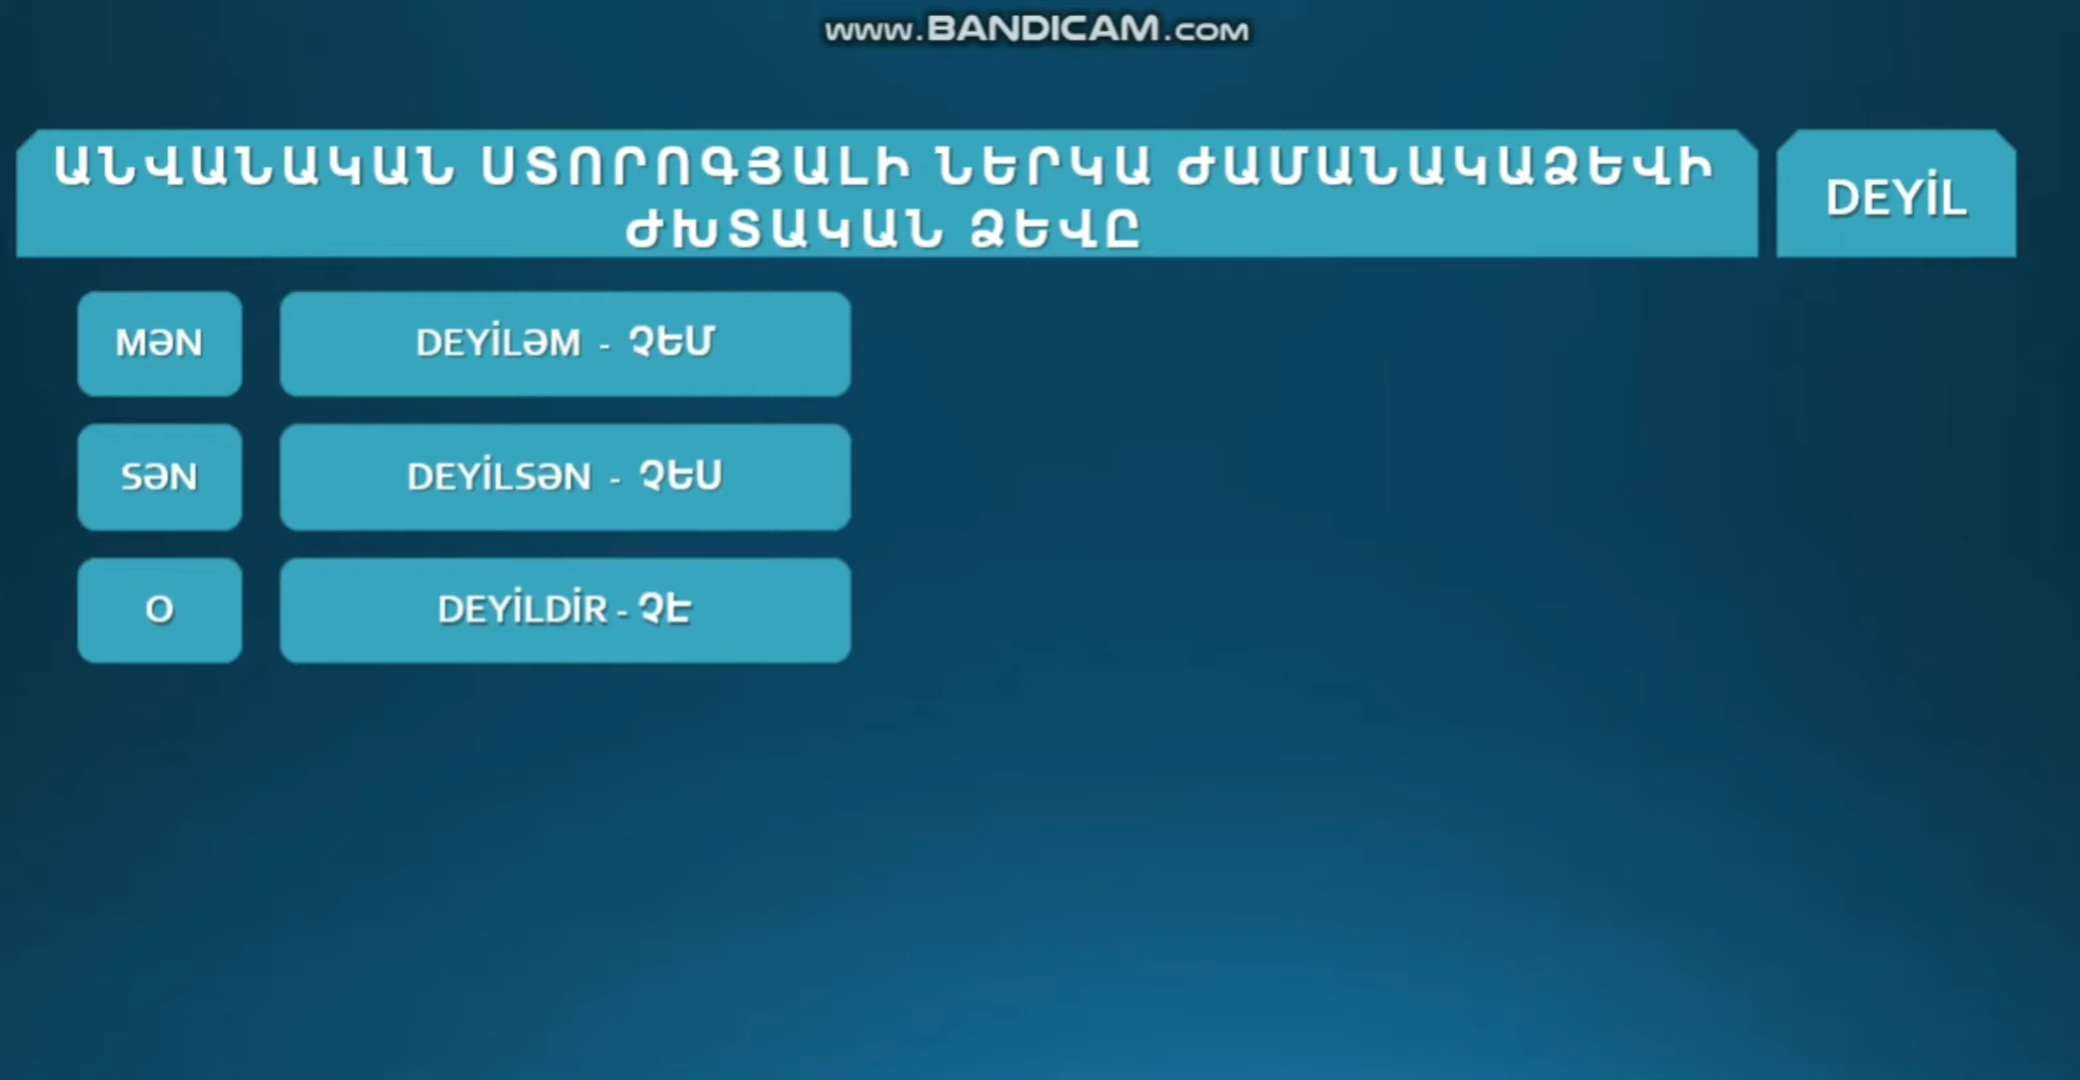 www.BANDICAM.com
ԱՆՎԱՆԱԿԱՆ ՍՏՈՐՈԳՅԱԼԻ ՆԵՐԿԱ ԺԱՄԱՆԱԿԱՁԵՎԻ
ԺԽՏԱԿԱՆ ՁԵՎԸ
DEYİL
MƏN
DEYİLƏM - ՉԵՄ
SƏN
DEYİLSƏN - ՉԵՍ
O
DEYİLDİR - ՉԷ